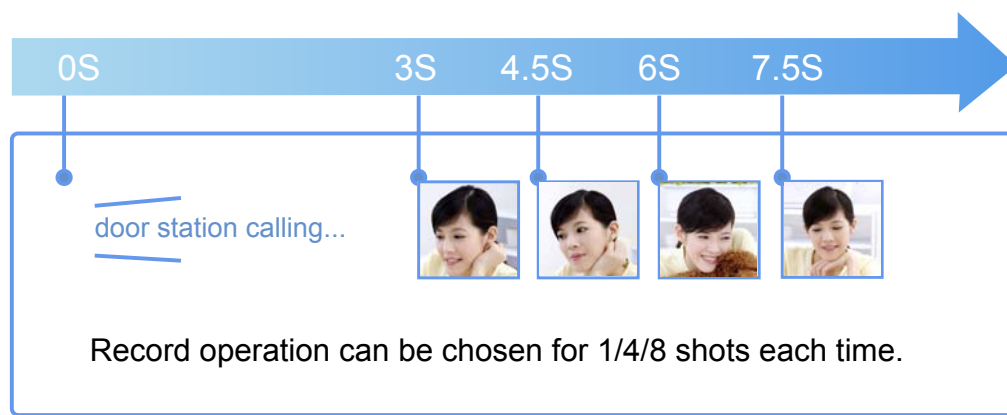 0S 3S 4.5S 6S 7.5S
door station calling...
Record operation can be chosen for 1/4/8 shots each time.